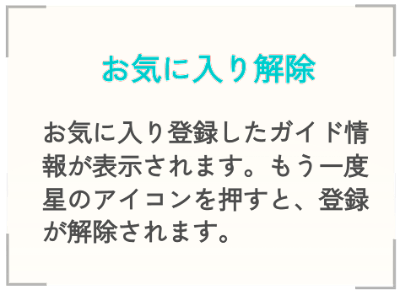 お気に入り解除
お気に入り登録したガイド情
報が表示されます。もう一度
星のアイコンを押すと、登録
が解除されます。